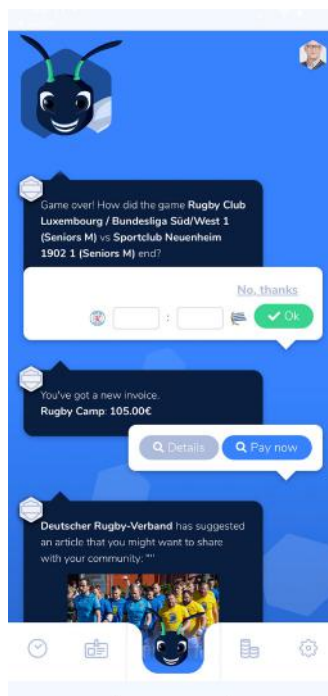 Game over! How did the game Rugby Club
Luxembourg / Bundesliga Süd/West 1
(Seniors M) vs Sportclub Neuenheim
1902 1 (Seniors M) end?
No, thanks
:
Ok
You've got a new invoice.
Rugby Camp: 105.00€
Details
Pay now
Deutscher Rugby-Verband has suggested
an article that you might want to share
with your community: ""